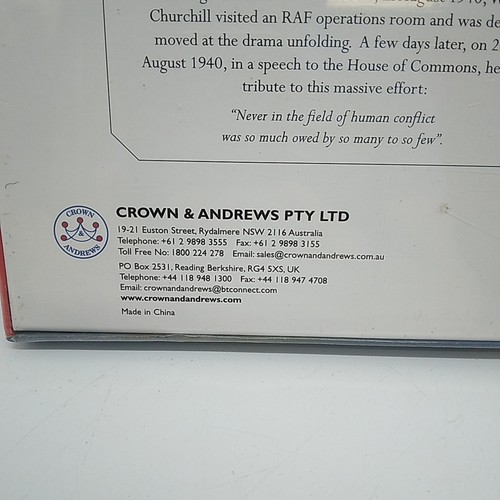 August 1940, W
Churchill visited an RAF operations room and was de
moved at the drama unfolding. A few days later, on 2
August 1940, in a speech to the House of Commons, he
tribute to this massive effort:
"Never in the field of human conflict
was so much owed by so many to so few".
CROWN
&
ANDREWS
CROWN & ANDREWS PTY LTD
19-21 Euston Street, Rydalmere NSW 2116 Australia
Telephone: +61 2 9898 3555 Fax: +61 2 9898 3155
Toll Free No: 1800 224 278 Email: sales@crownandandrews.com.au
PO Box 2531, Reading Berkshire, RG4 5XS, UK
Telephone: +44 118 948 1300 Fax: +44 118 947 4708
Email: crownandandrews@btconnect.com
www.crownandandrews.com
Made in China